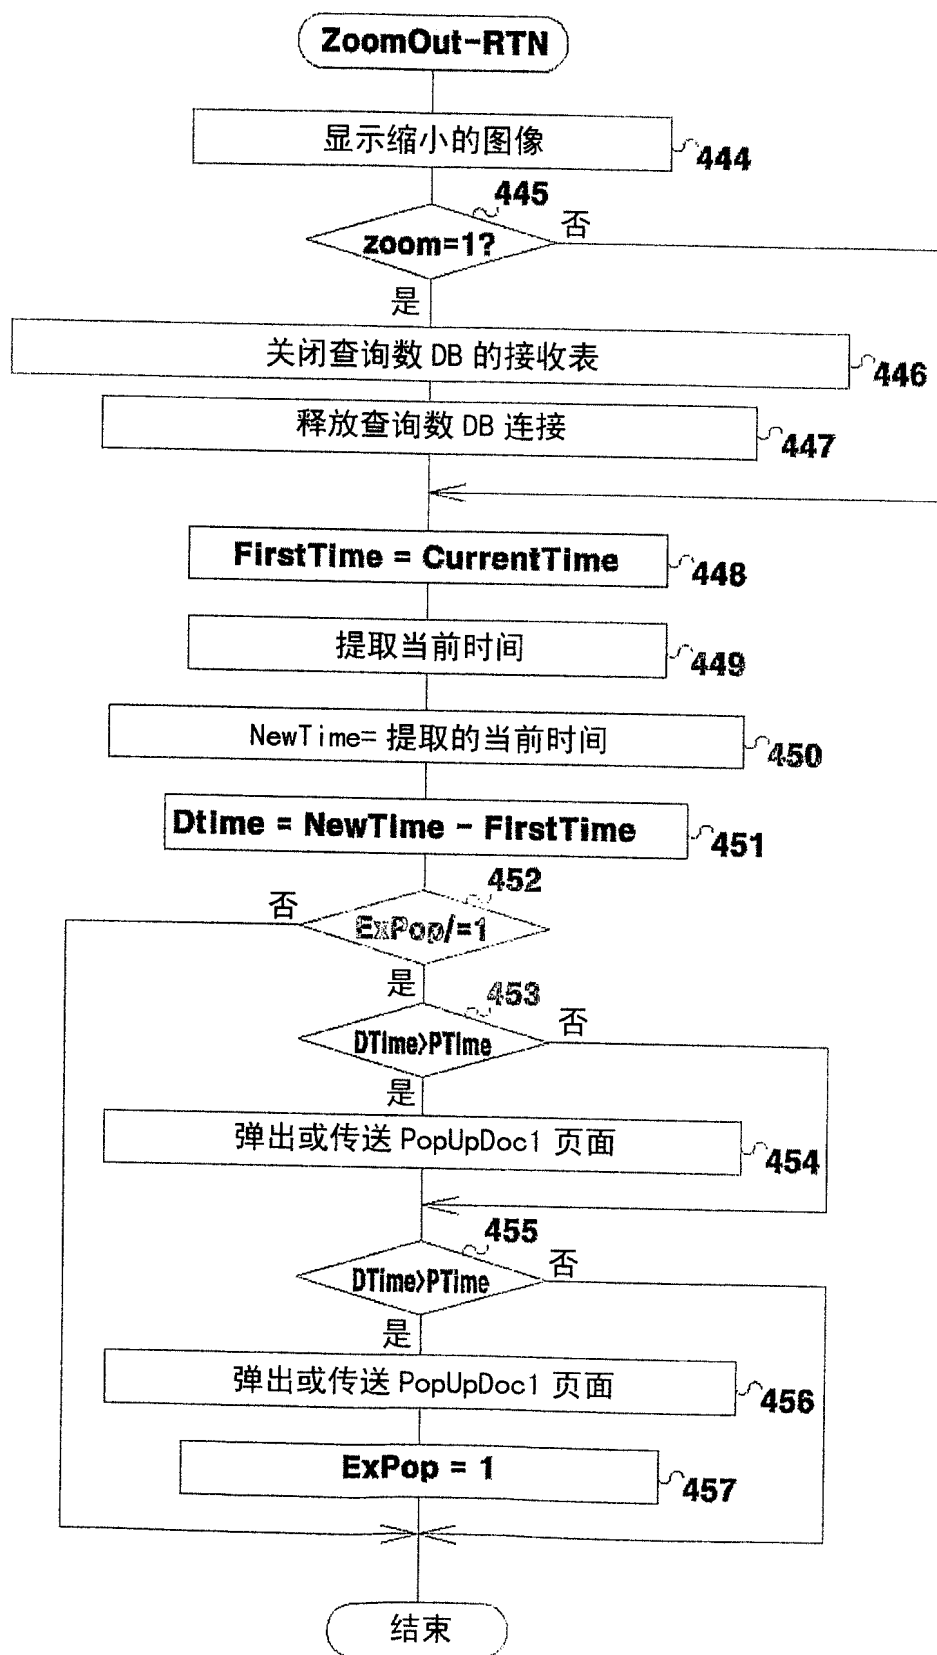 ZoomOut-RTN
显示缩小的图像
444
445
zoom=1?
否
是
关闭查询数 DB 的接收表
446
释放查询数 DB 连接
447
FirstTime = CurrentTime
448
提取当前时间
449
NewTime= 提取的当前时间
450
Dtime = NewTime - FirstTime
451
452
否
ExPop/=1
是
453
否
DTime>PTime
是
弹出或传送 PopUpDoc1 页面
454
455
否
DTime>PTime
是
弹出或传送 PopUpDoc1 页面
456
ExPop = 1
457
结束